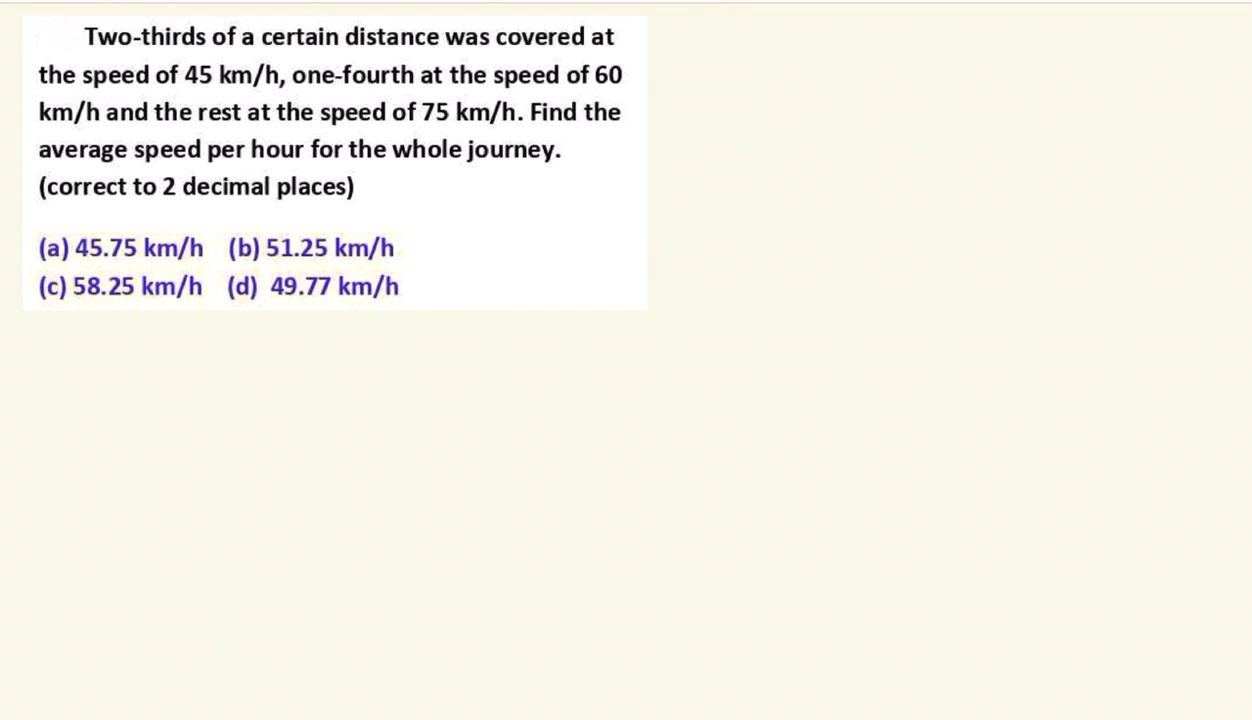 Two-thirds of a certain distance was covered at
the speed of 45 km/h, one-fourth at the speed of 60
km/h and the rest at the speed of 75 km/h. Find the
average speed per hour for the whole journey.
(correct to 2 decimal places)
(a) 45.75 km/h (b) 51.25 km/h
(c) 58.25 km/h (d) 49.77 km/h